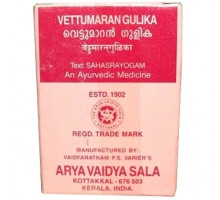 VETTUMARAN GULIKA
വെട്ടുമാറൻ ഗുളിക
वेट्टुमारन गुलिका
Text: SAHASRAYOGAM
An Ayurvedic Medicine
ESTD. 1902
REGD. TRADE MARK
MANUFACTURED BY:
VAIDYARATNAM P.S. VARIER'S
ARYA VAIDYA SALA
KOTTAKKAL - 676 503
KERALA, INDIA.